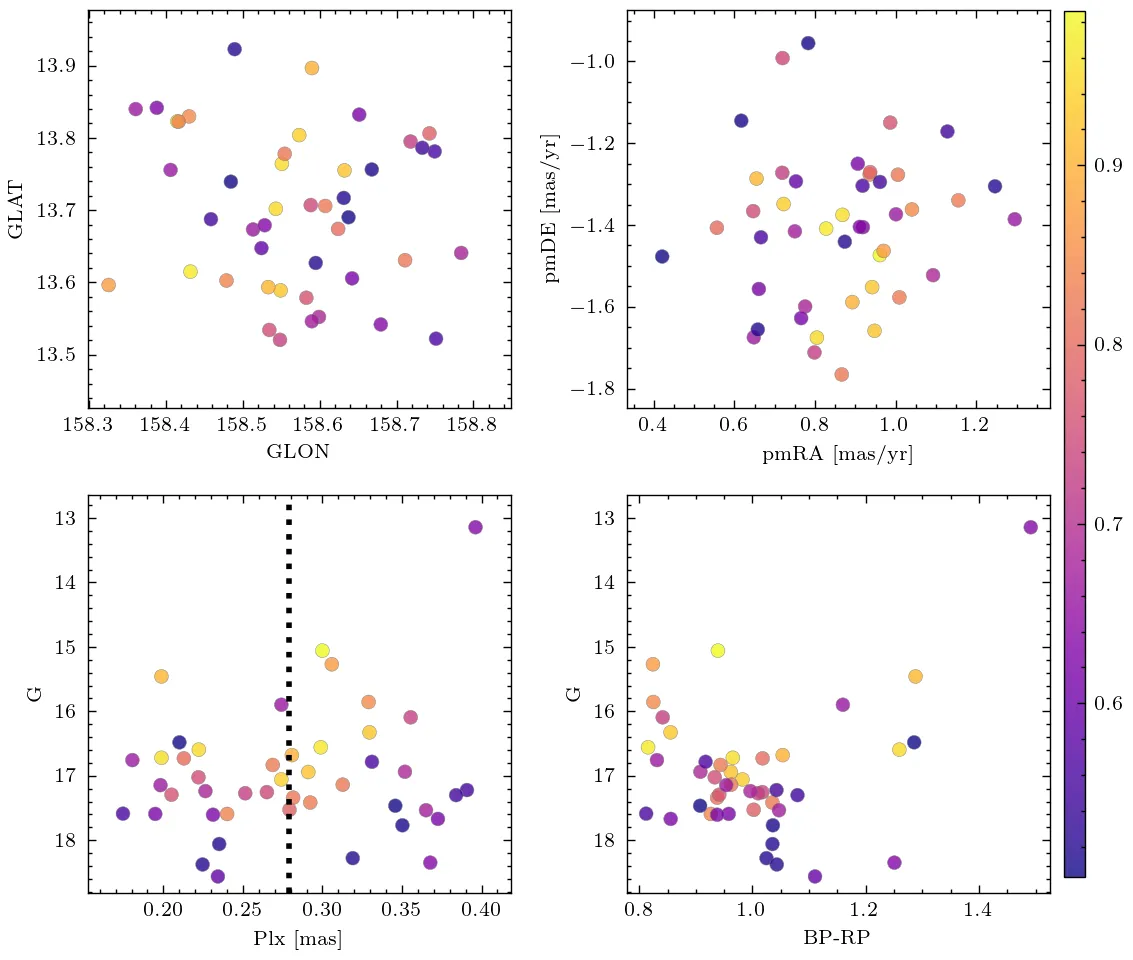 13.9
13.8
13.7
13.6
13.5
GLAT
158.3 158.4 158.5 158.6 158.7 158.8
GLON
−1.0
−1.2
−1.4
−1.6
−1.8
pmDE [mas/yr]
0.4 0.6 0.8 1.0 1.2
pmRA [mas/yr]
0.9
0.8
0.7
0.6
13
14
15
16
17
18
G
0.20 0.25 0.30 0.35 0.40
Plx [mas]
13
14
15
16
17
18
G
0.8 1.0 1.2 1.4
BP-RP